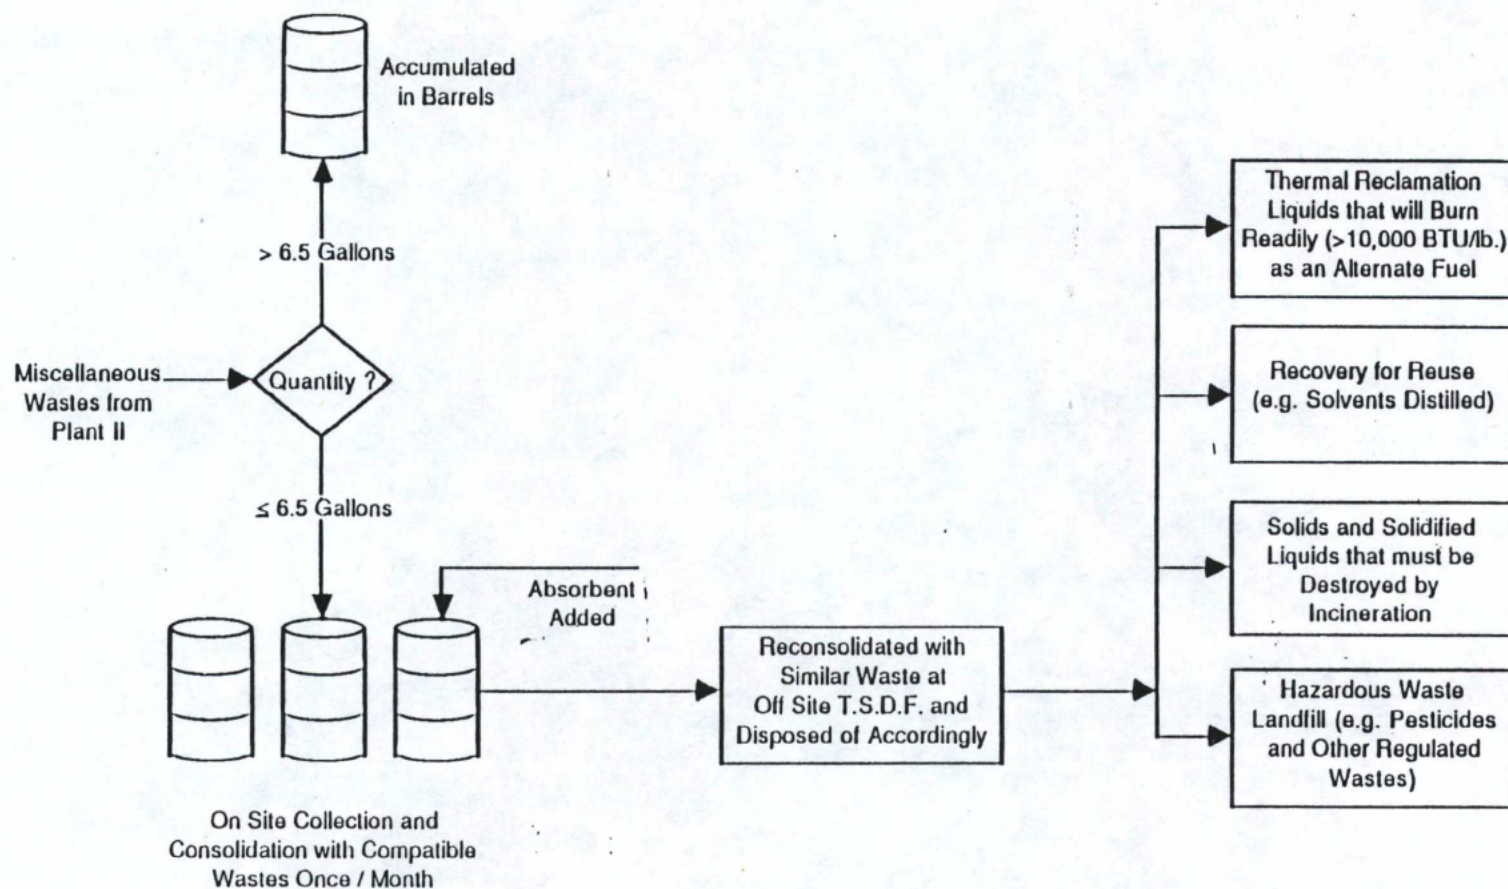 Accumulated
in Barrels
> 6.5 Gallons
Miscellaneous
Wastes from
Plant II
Quantity ?
≤ 6.5 Gallons
Absorbent
Added
On Site Collection and
Consolidation with Compatible
Wastes Once / Month
Reconsolidated with
Similar Waste at
Off Site T.S.D.F. and
Disposed of Accordingly
Thermal Reclamation
Liquids that will Burn
Readily (>10,000 BTU/lb.)
as an Alternate Fuel
Recovery for Reuse
(e.g. Solvents Distilled)
Solids and Solidified
Liquids that must be
Destroyed by
Incineration
Hazardous Waste
Landfill (e.g. Pesticides
and Other Regulated
Wastes)